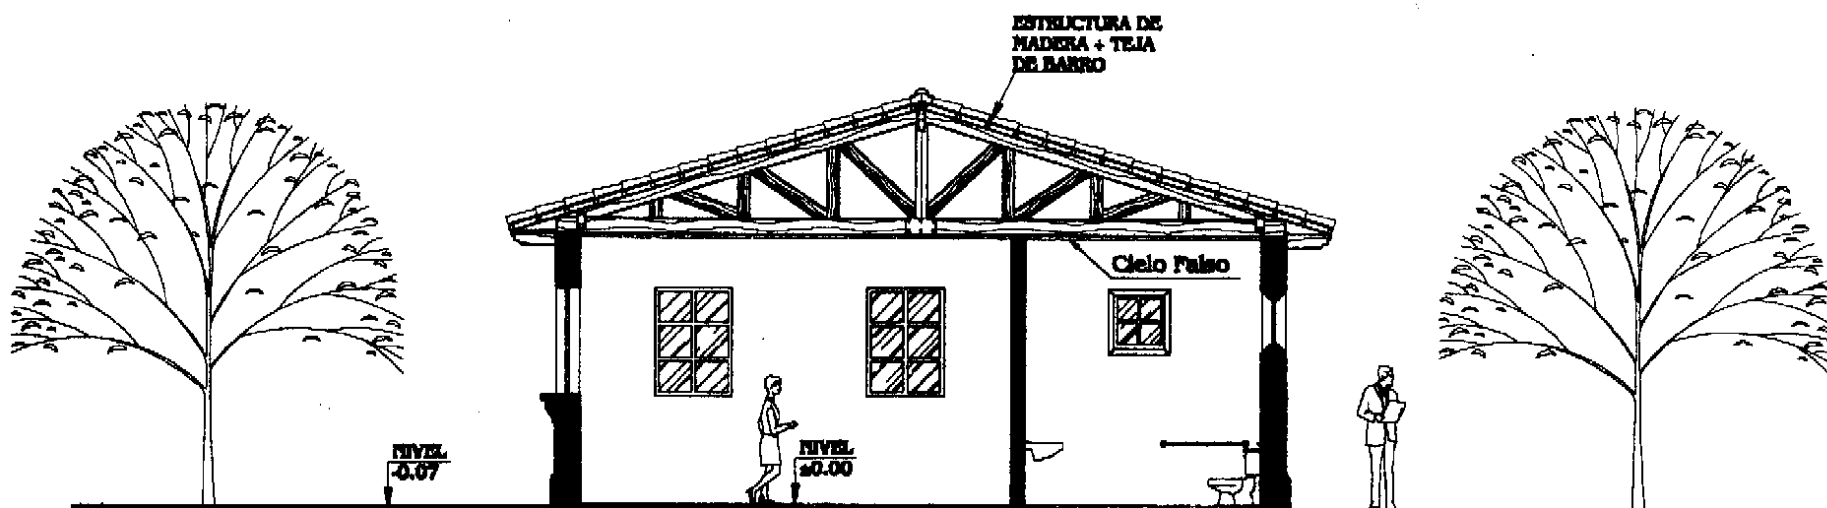 ESTRUCTURA DE
MADERA + TEJA
DE BARRO
Cielo Falso
NIVEL
-0.07
NIVEL
±0.00